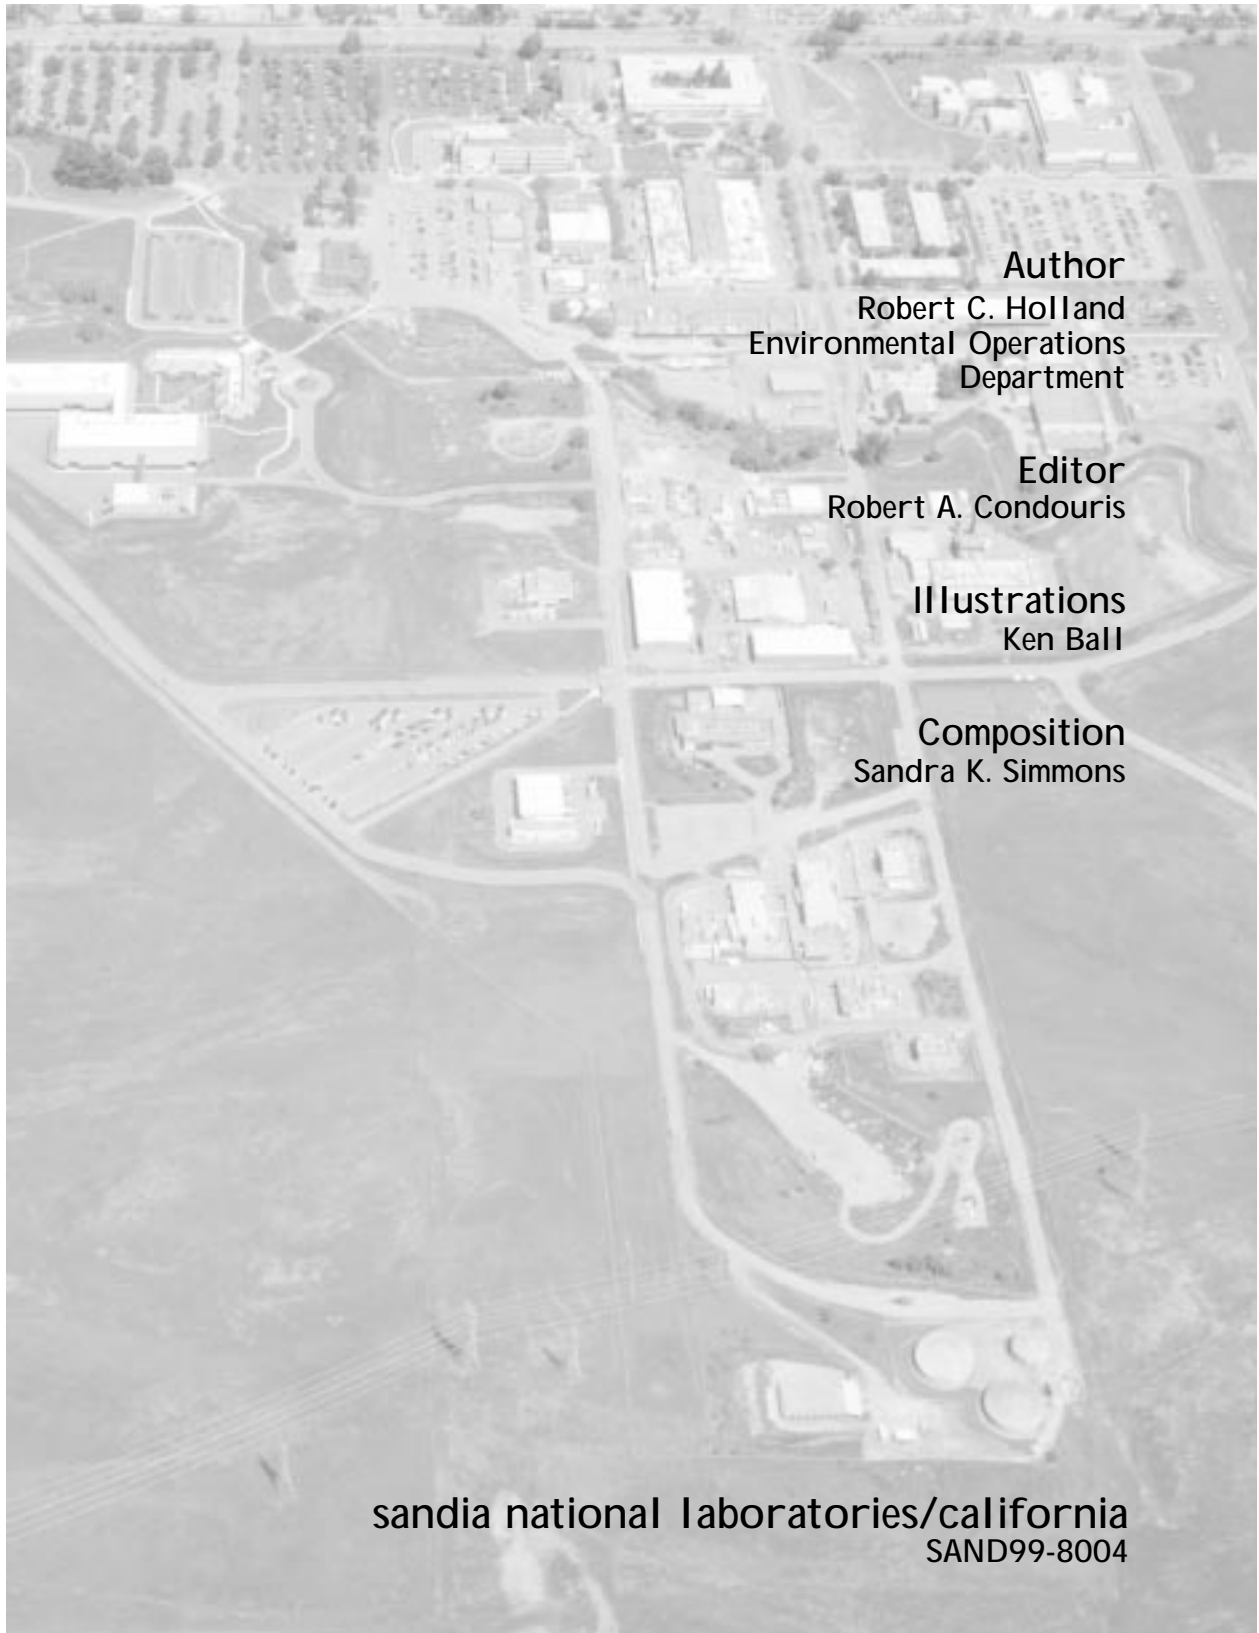 Author
Robert C. Holland
Environmental Operations
Department
Editor
Robert A. Condouris
Illustrations
Ken Ball
Composition
Sandra K. Simmons
sandia national laboratories/california
SAND99-8004